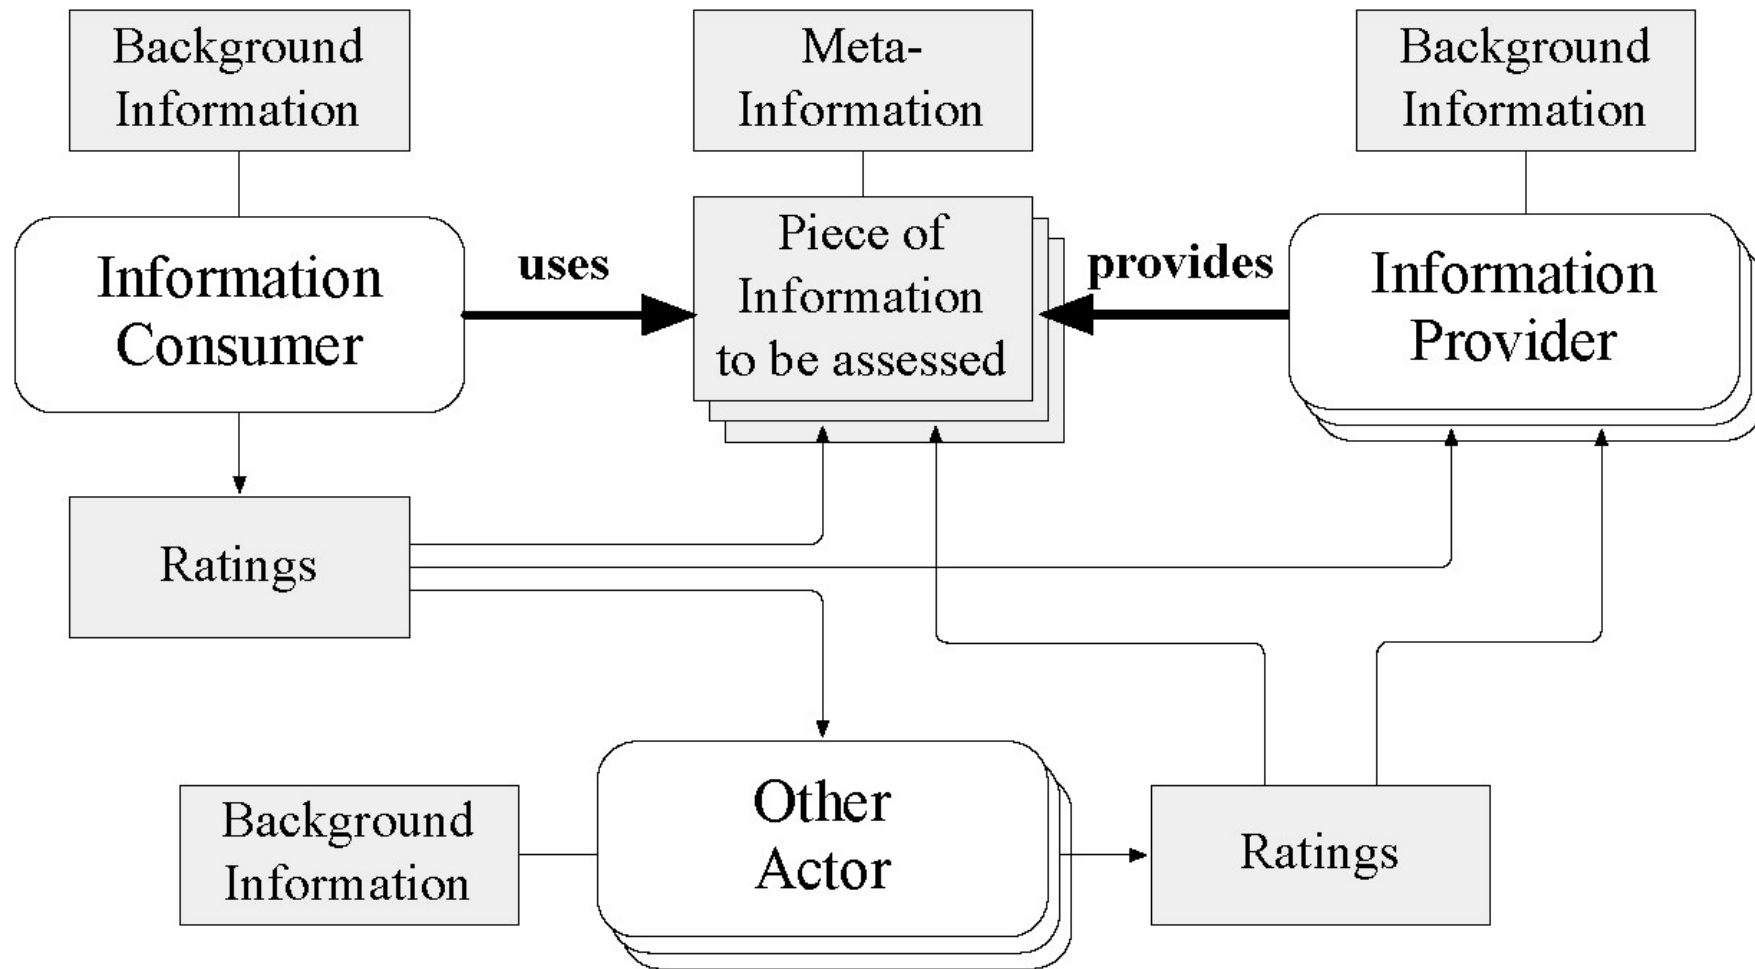 Background
Information
Meta-
Information
Background
Information
Information
Consumer
uses
Piece of
Information
to be assessed
provides
Information
Provider
Ratings
Background
Information
Other
Actor
Ratings